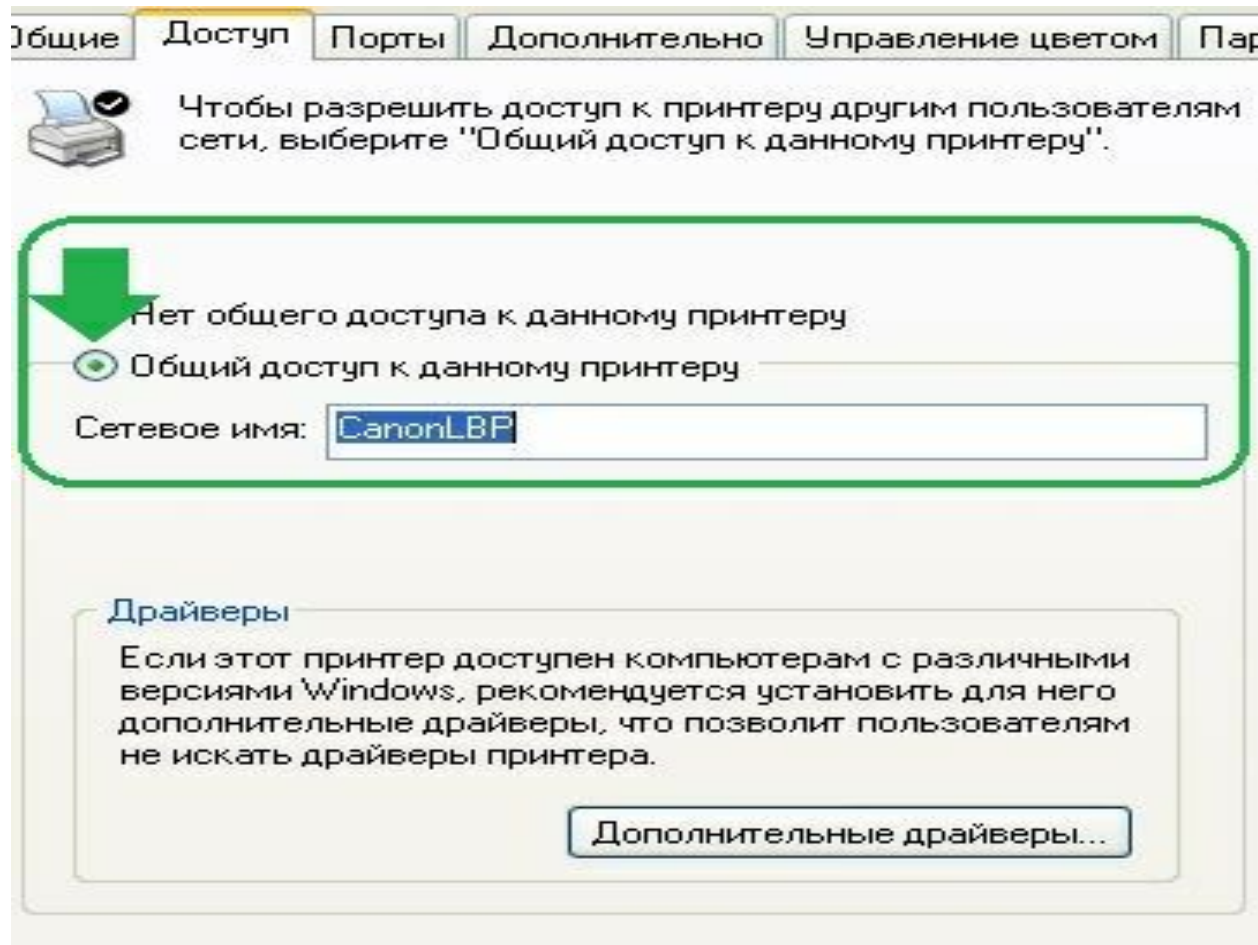 Общие Доступ Порты Дополнительно Управление цветом
Чтобы разрешить доступ к принтеру другим пользователям
сети, выберите "Общий доступ к данному принтеру".
Нет общего доступа к данному принтеру
Общий доступ к данному принтеру
Сетевое имя: CanonLBP
Драйверы
Если этот принтер доступен компьютерам с различными
версиями Windows, рекомендуется установить для него
дополнительные драйверы, что позволит пользователям
не искать драйверы принтера.
Дополнительные драйверы...